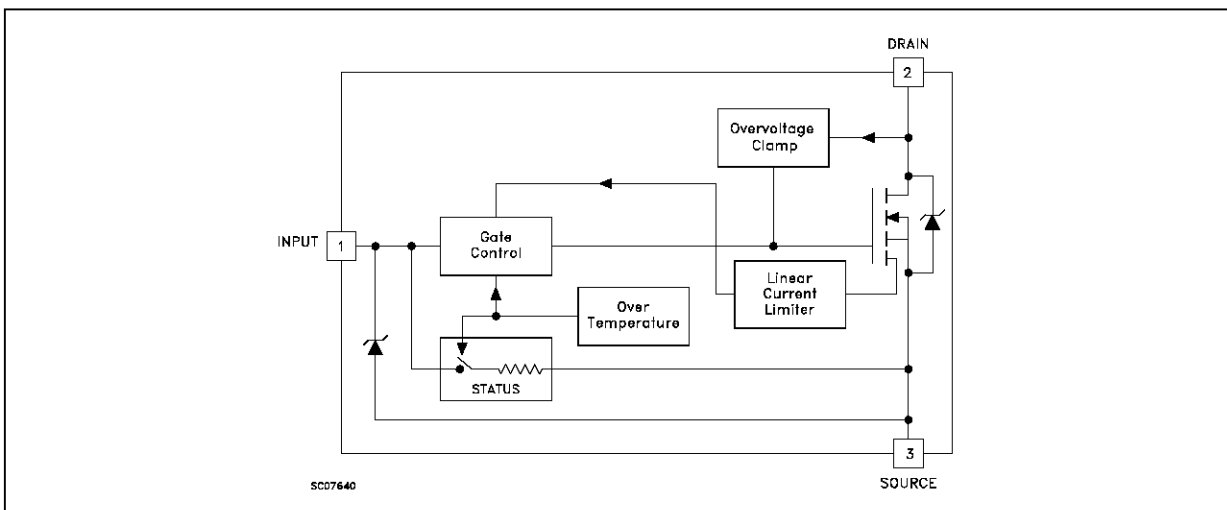 DRAIN
2
Overvoltage
Clamp
INPUT
1
Gate
Control
Linear
Current
Limiter
Over
Temperature
STATUS
3
SOURCE
SC07640